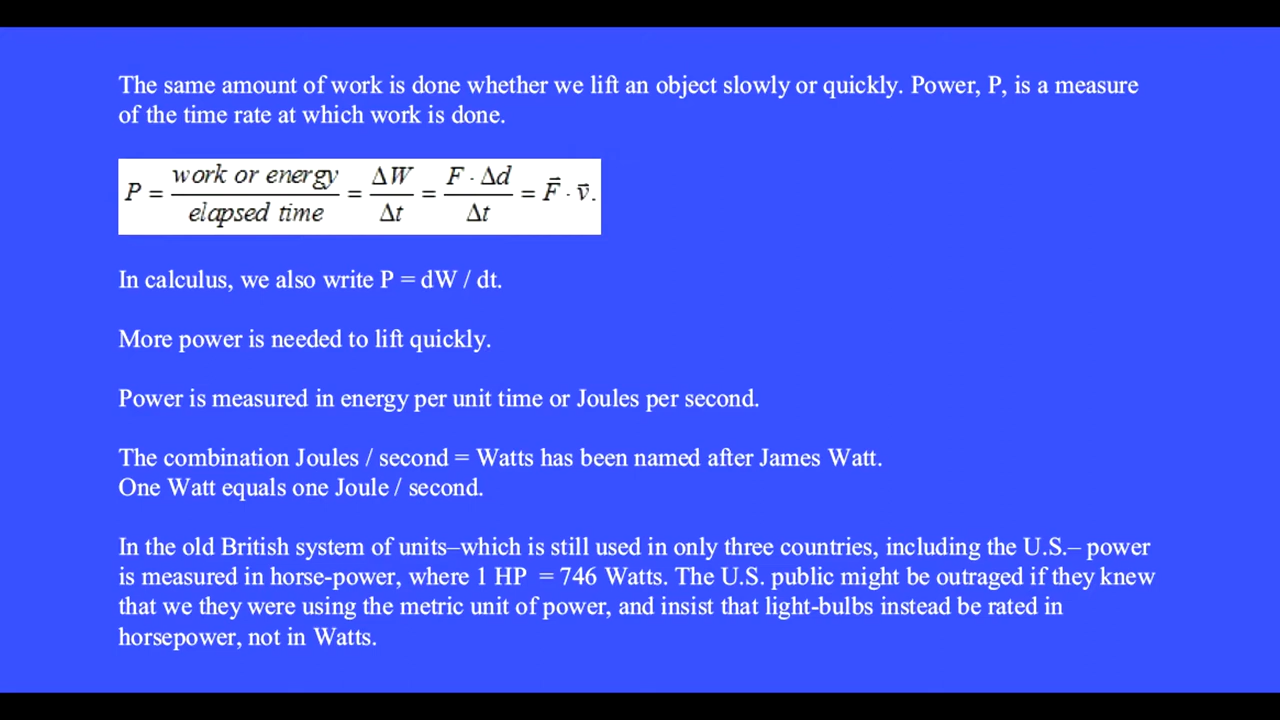 The same amount of work is done whether we lift an object slowly or quickly. Power, P, is a measure
of the time rate at which work is done.
P = work or energy / elapsed time = ΔW / Δt = F · Δd / Δt = F⃗ · v⃗.
In calculus, we also write P = dW / dt.
More power is needed to lift quickly.
Power is measured in energy per unit time or Joules per second.
The combination Joules / second = Watts has been named after James Watt.
One Watt equals one Joule / second.
In the old British system of units–which is still used in only three countries, including the U.S.– power
is measured in horse-power, where 1 HP  = 746 Watts. The U.S. public might be outraged if they knew
that we they were using the metric unit of power, and insist that light-bulbs instead be rated in
horsepower, not in Watts.